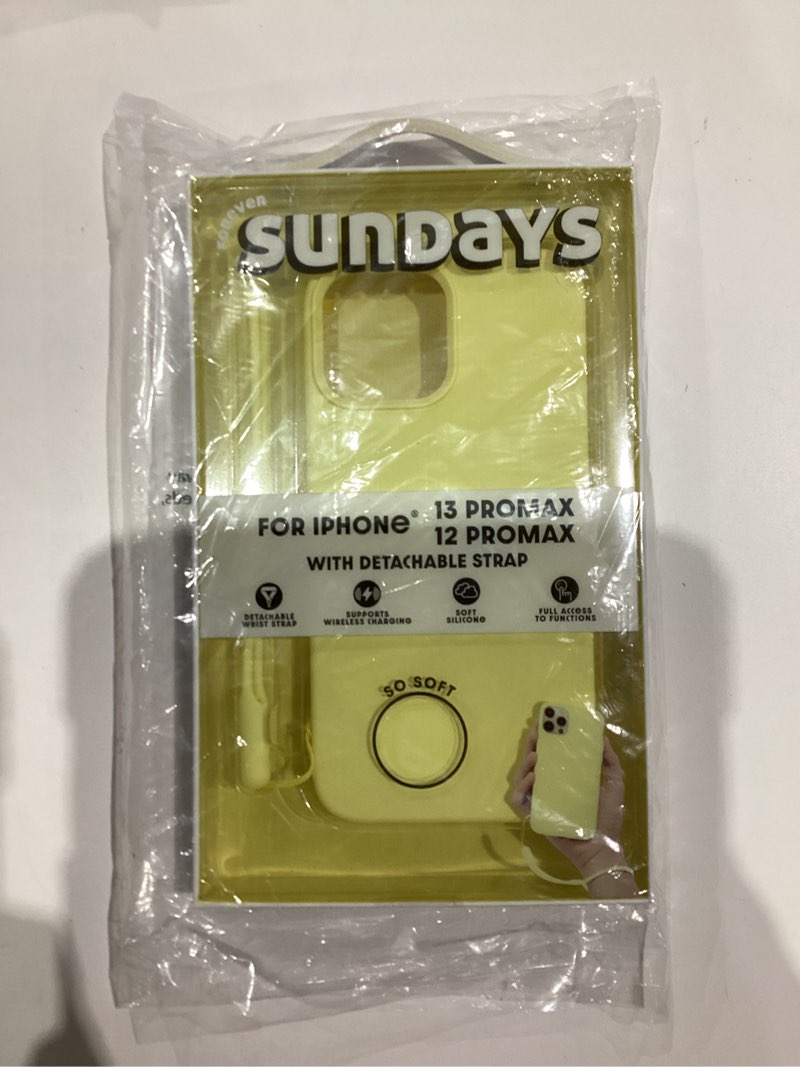 forever
SUNDAYS
FOR IPHONE® 13 PROMAX
12 PROMAX
WITH DETACHABLE STRAP
DETACHABLE
WRIST STRAP
SUPPORTS
WIRELESS CHARGING
SOFT
SILICONE
FULL ACCESS
TO FUNCTIONS
SO SOFT